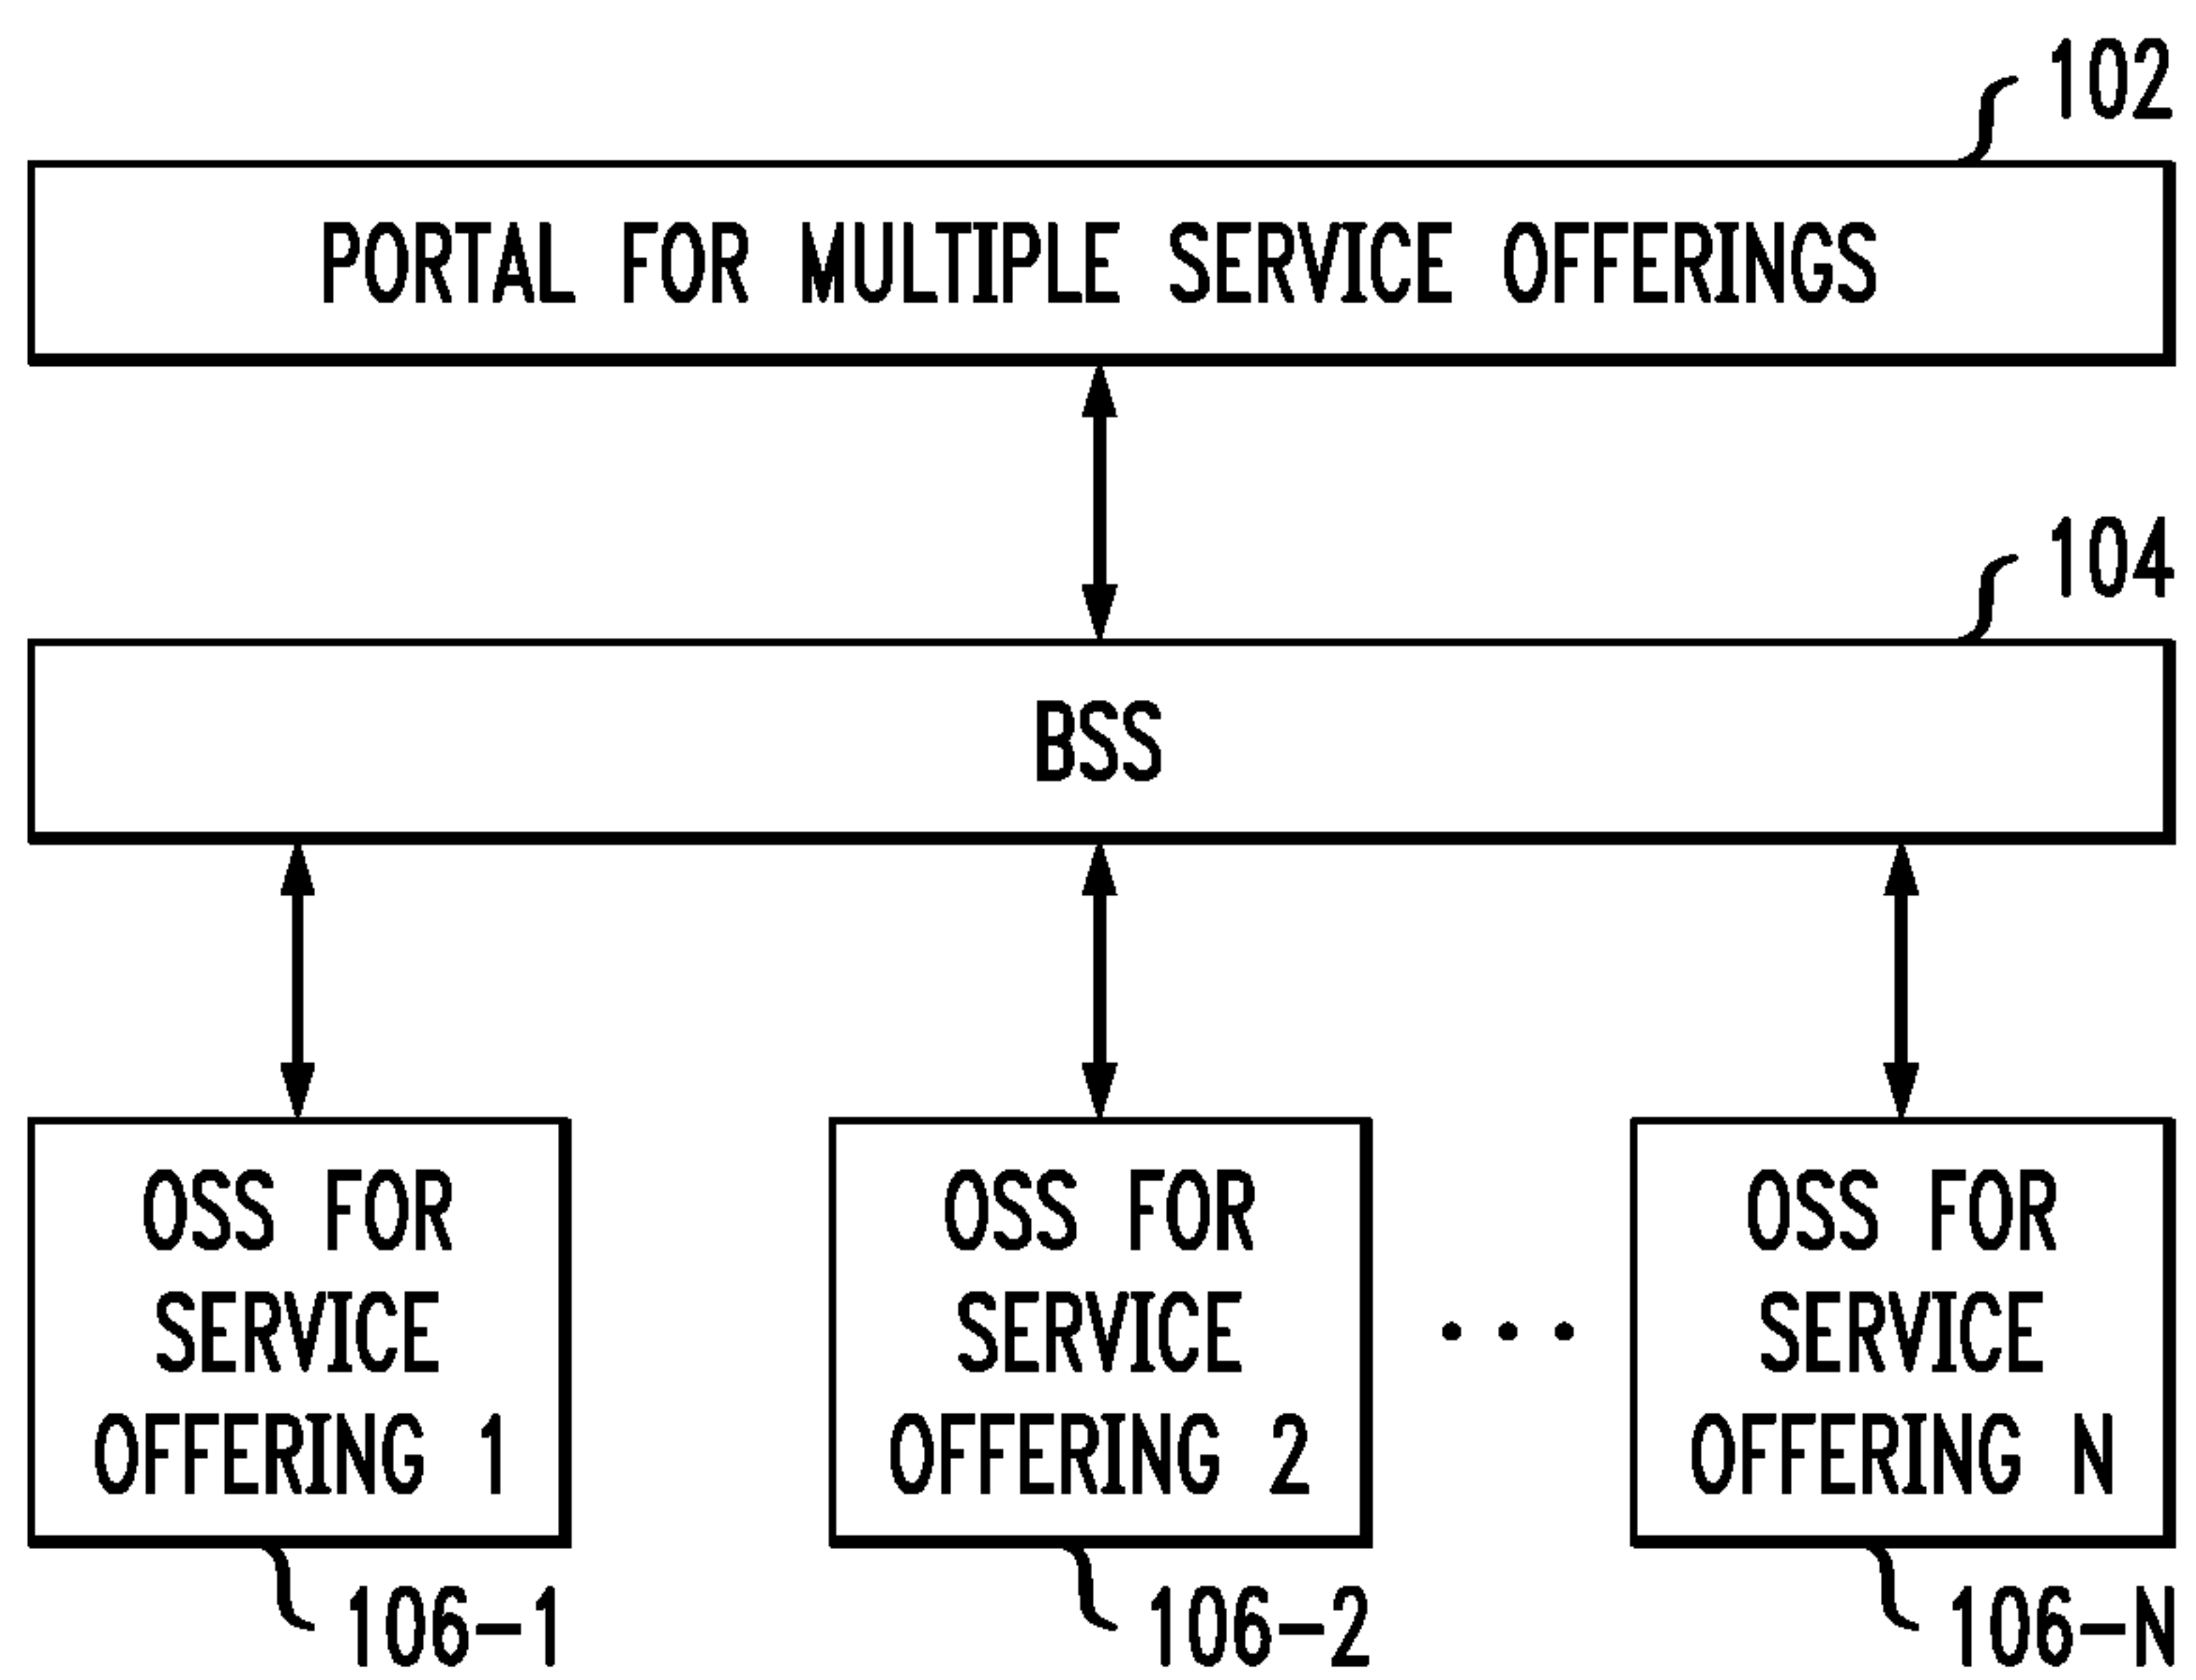 102
PORTAL FOR MULTIPLE SERVICE OFFERINGS
104
BSS
OSS FOR
SERVICE
OFFERING 1
OSS FOR
SERVICE
OFFERING 2
. . .
OSS FOR
SERVICE
OFFERING N
106-1
106-2
106-N